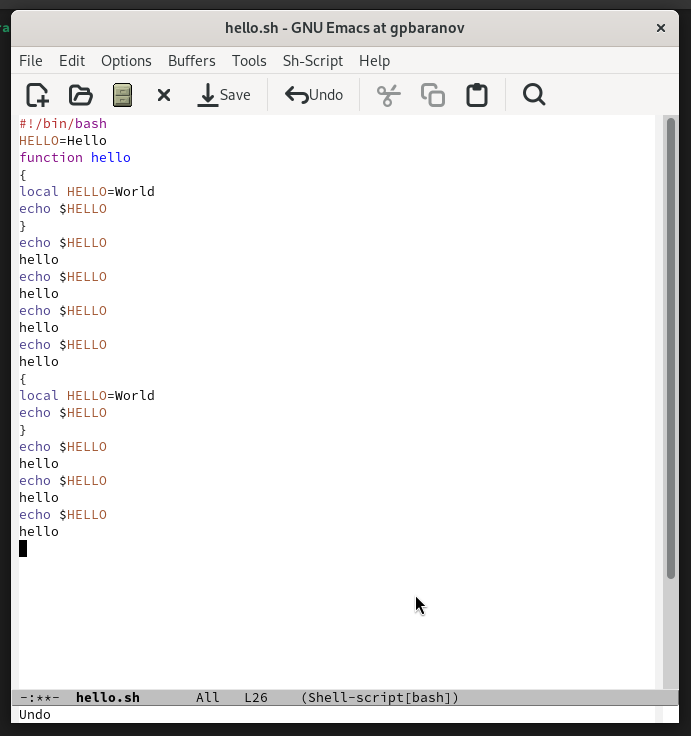 a
hello.sh - GNU Emacs at gpbaranov
File Edit Options Buffers Tools Sh-Script Help
Save Undo
#!/bin/bash
HELLO=Hello
function hello
{
local HELLO=World
echo $HELLO
}
echo $HELLO
hello
echo $HELLO
hello
echo $HELLO
hello
echo $HELLO
hello
{
local HELLO=World
echo $HELLO
}
echo $HELLO
hello
echo $HELLO
hello
echo $HELLO
hello
-:**- hello.sh All L26 (Shell-script[bash])
Undo